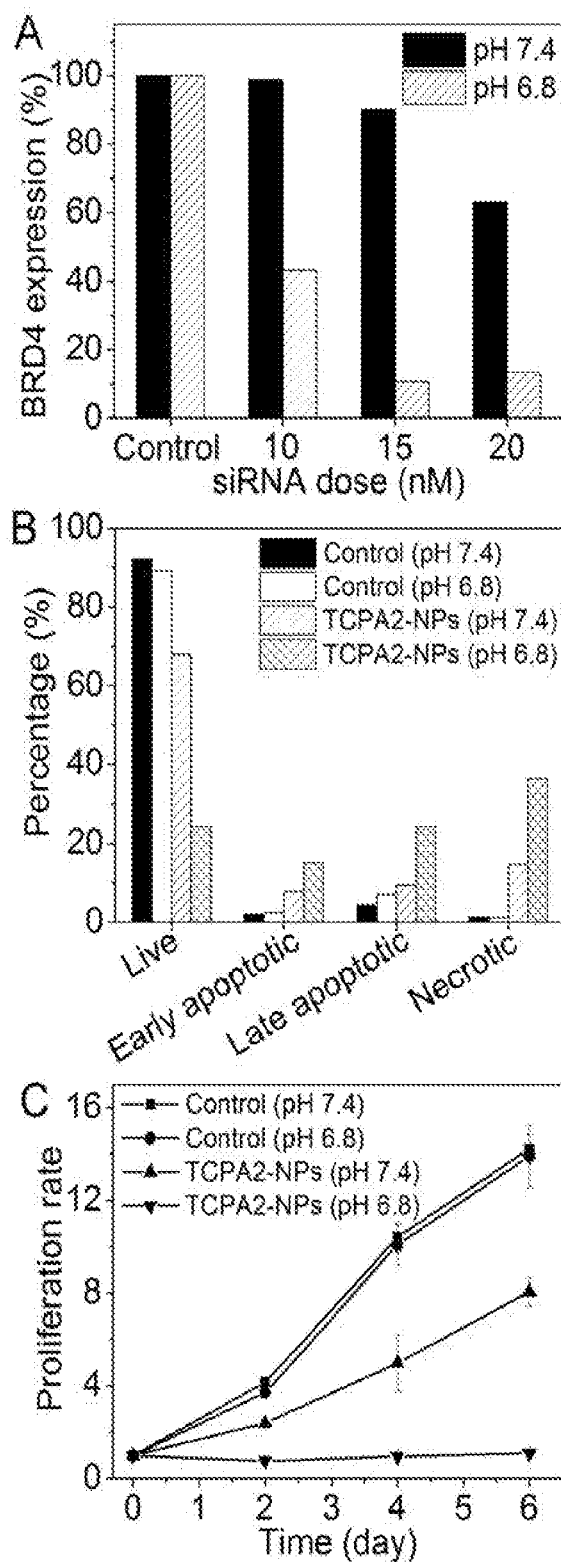 A
BRD4 expression (%)
100
80
60
40
20
0
pH 7.4
pH 6.8
Control 10 15 20
siRNA dose (nM)
B
Percentage (%)
100
80
60
40
20
0
Control (pH 7.4)
Control (pH 6.8)
TCPA2-NPs (pH 7.4)
TCPA2-NPs (pH 6.8)
Live
Early apoptotic
Late apoptotic
Necrotic
C
Proliferation rate
16
12
8
4
0
Control (pH 7.4)
Control (pH 6.8)
TCPA2-NPs (pH 7.4)
TCPA2-NPs (pH 6.8)
0 1 2 3 4 5 6
Time (day)